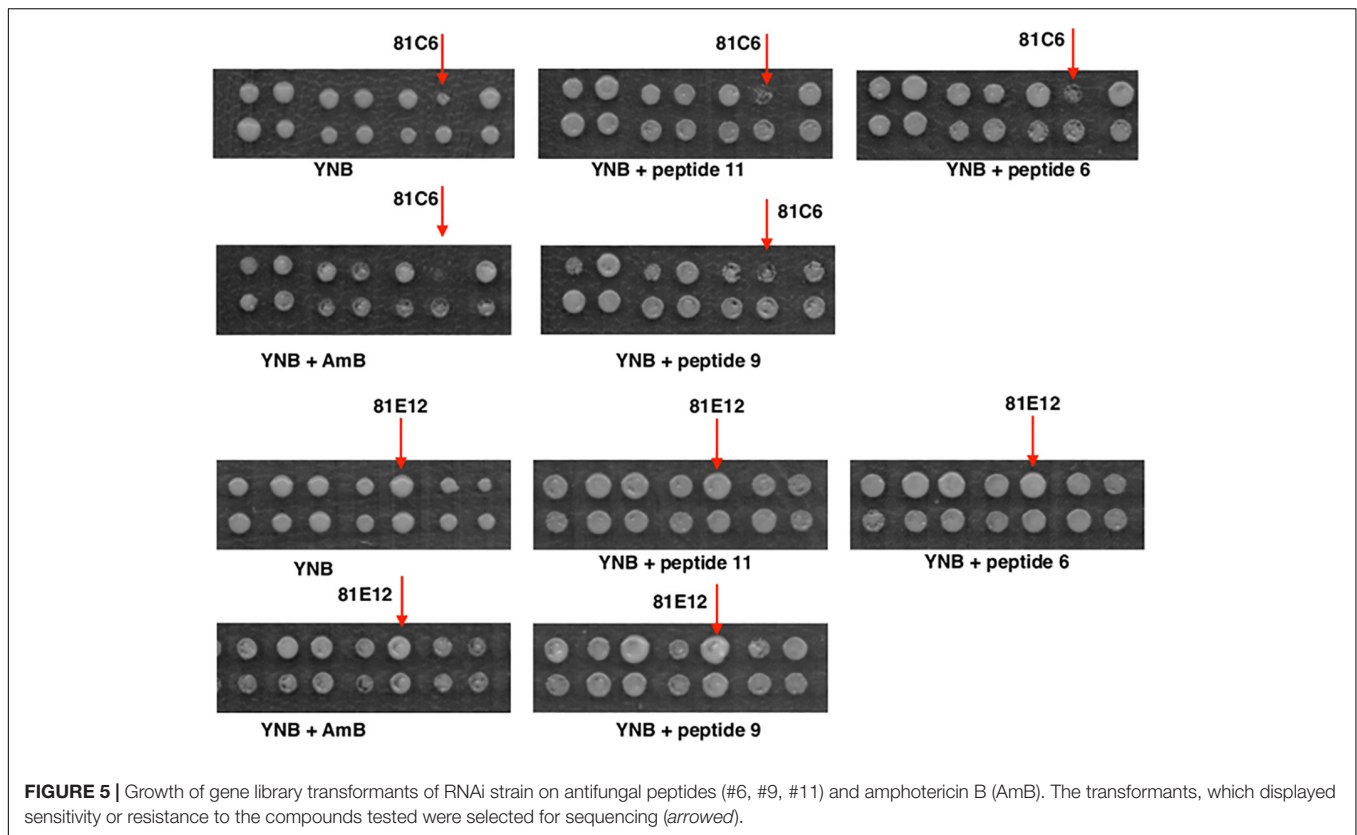 81C6 81C6 81C6
YNB YNB + peptide 11 YNB + peptide 6
81C6 81C6
YNB + AmB YNB + peptide 9
81E12 81E12 81E12
YNB YNB + peptide 11 YNB + peptide 6
81E12 81E12
YNB + AmB YNB + peptide 9
FIGURE 5 | Growth of gene library transformants of RNAi strain on antifungal peptides (#6, #9, #11) and amphotericin B (AmB). The transformants, which displayed
sensitivity or resistance to the compounds tested were selected for sequencing (arrowed).